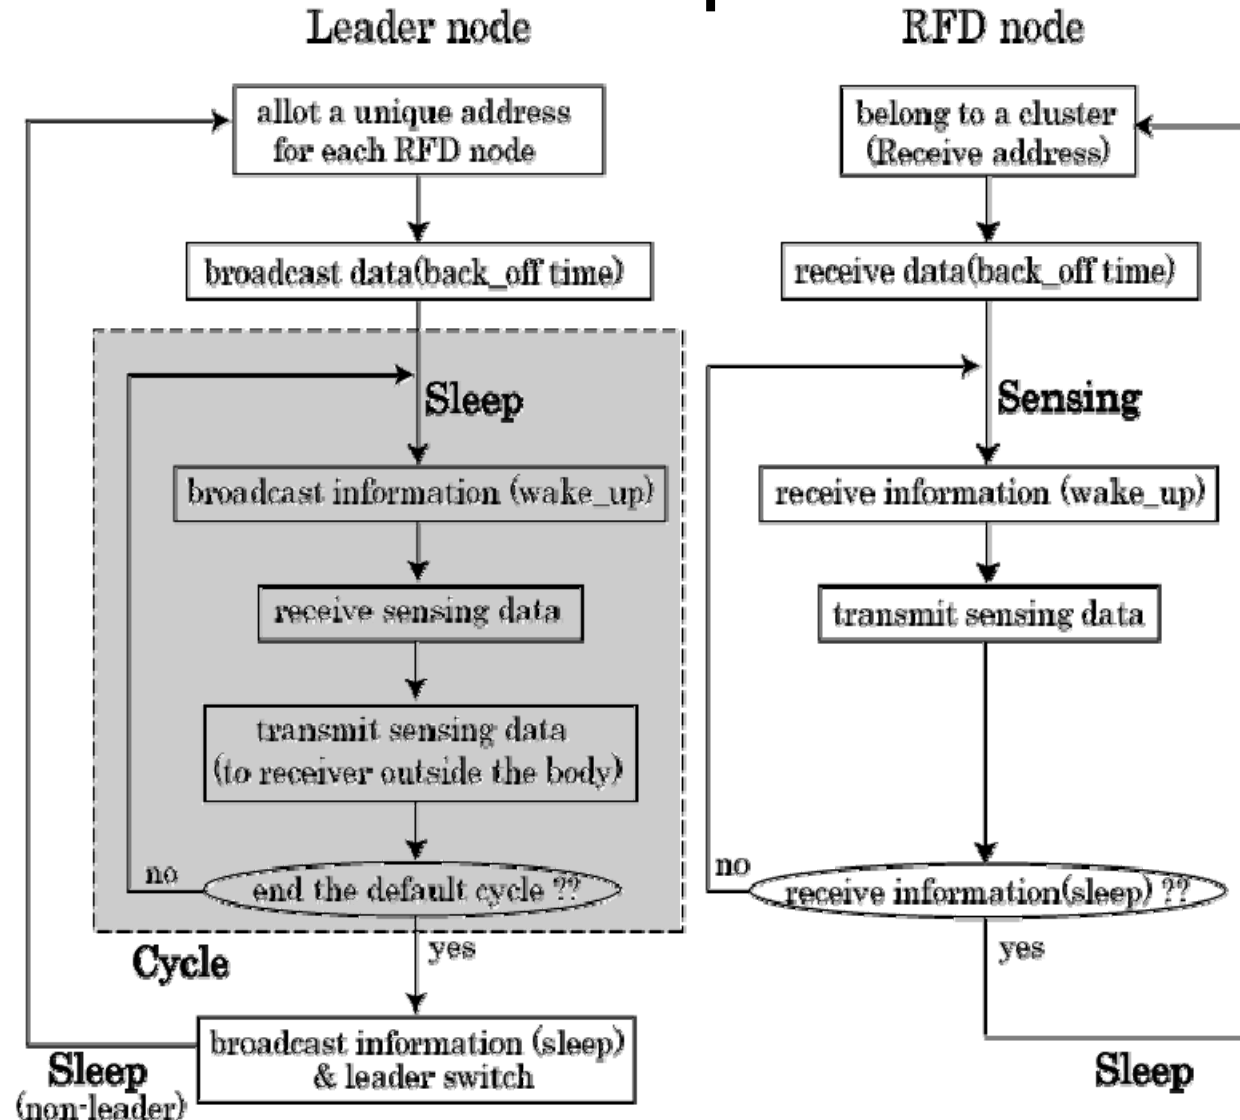 Leader node
allot a unique address
for each RFD node
broadcast data(back_off time)
Sleep
broadcast information (wake_up)
receive sensing data
transmit sensing data
(to receiver outside the body)
no
end the default cycle ??
Cycle
yes
broadcast information (sleep)
& leader switch
Sleep
(non-leader)
RFD node
belong to a cluster
(Receive address)
receive data(back_off time)
Sensing
receive information (wake_up)
transmit sensing data
no
receive information(sleep) ??
yes
Sleep